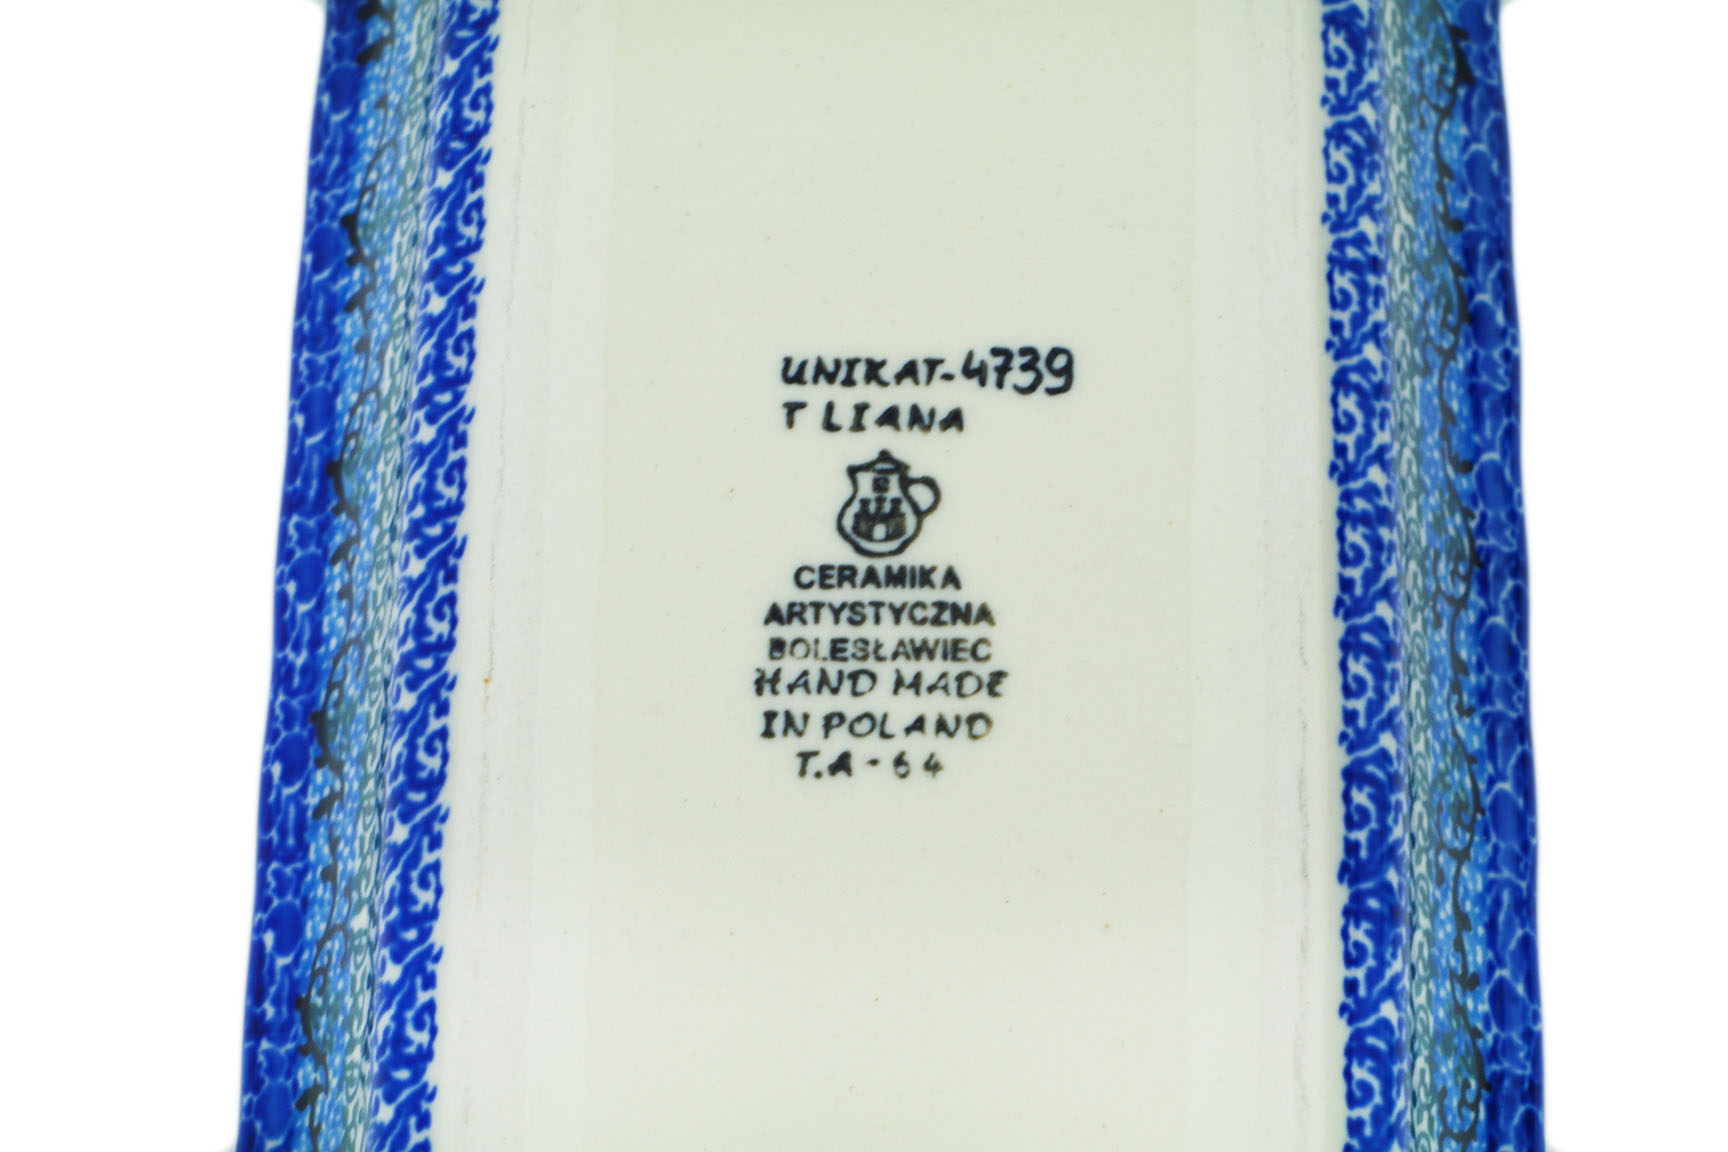 UNIKAT-4739
T LIANA
CERAMIKA
ARTYSTYCZNA
BOLESŁAWIEC
HAND MADE
IN POLAND
T.A-64